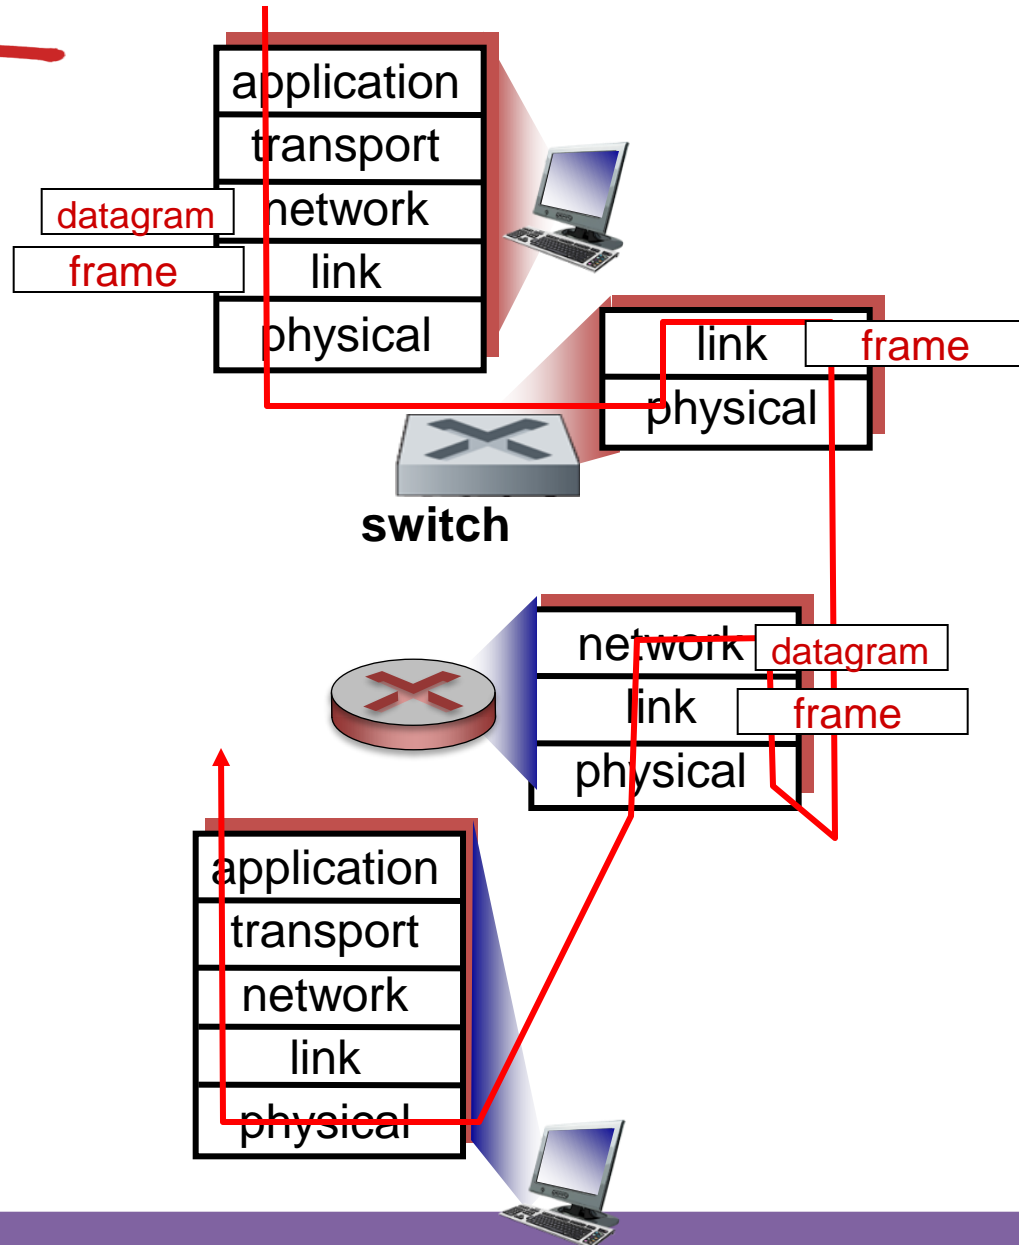 application
transport
datagram
network
frame
link
physical
link
frame
physical
switch
network
datagram
link
frame
physical
application
transport
network
link
physical